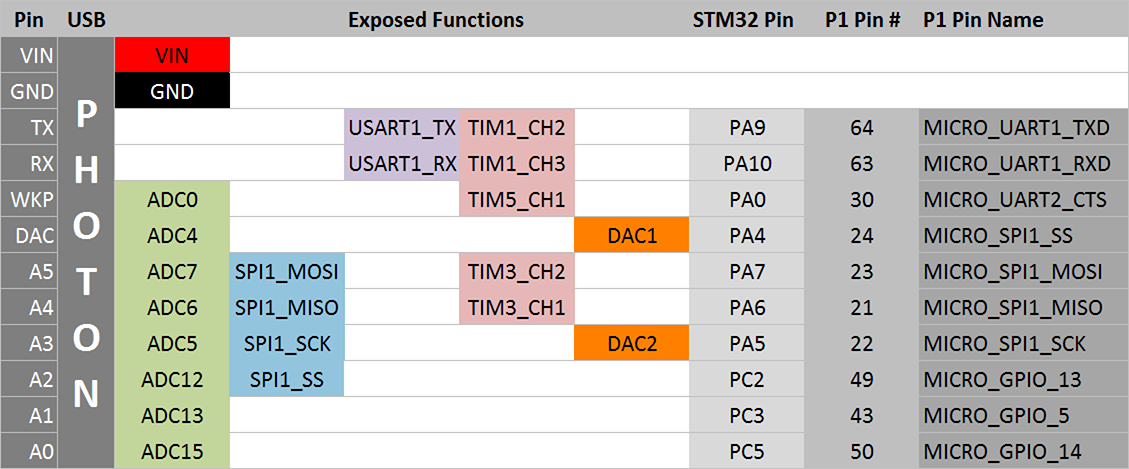 Pin USB Exposed Functions STM32 Pin P1 Pin # P1 Pin Name
VIN VIN
GND GND
TX USART1_TX TIM1_CH2 PA9 64 MICRO_UART1_TXD
RX USART1_RX TIM1_CH3 PA10 63 MICRO_UART1_RXD
WKP ADC0 TIM5_CH1 PA0 30 MICRO_UART2_CTS
DAC ADC4 DAC1 PA4 24 MICRO_SPI1_SS
A5 ADC7 SPI1_MOSI TIM3_CH2 PA7 23 MICRO_SPI1_MOSI
A4 ADC6 SPI1_MISO TIM3_CH1 PA6 21 MICRO_SPI1_MISO
A3 ADC5 SPI1_SCK DAC2 PA5 22 MICRO_SPI1_SCK
A2 ADC12 SPI1_SS PC2 49 MICRO_GPIO_13
A1 ADC13 PC3 43 MICRO_GPIO_5
A0 ADC15 PC5 50 MICRO_GPIO_14
PHOTON